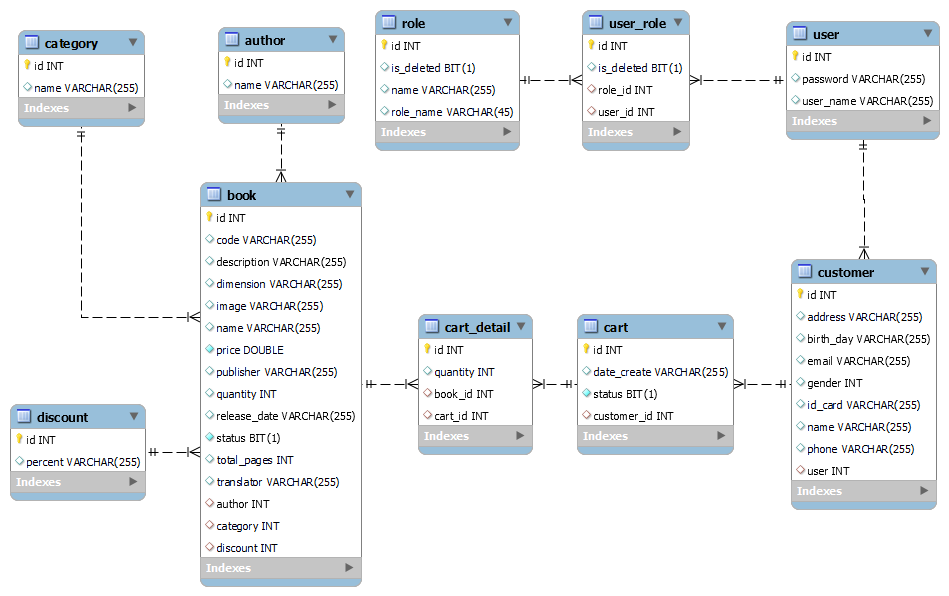 category
id INT
name VARCHAR(255)
Indexes
author
id INT
name VARCHAR(255)
Indexes
role
id INT
is_deleted BIT(1)
name VARCHAR(255)
role_name VARCHAR(45)
Indexes
user_role
id INT
is_deleted BIT(1)
role_id INT
user_id INT
Indexes
user
id INT
password VARCHAR(255)
user_name VARCHAR(255)
Indexes
book
id INT
code VARCHAR(255)
description VARCHAR(255)
dimension VARCHAR(255)
image VARCHAR(255)
name VARCHAR(255)
price DOUBLE
publisher VARCHAR(255)
quantity INT
release_date VARCHAR(255)
status BIT(1)
total_pages INT
translator VARCHAR(255)
author INT
category INT
discount INT
Indexes
discount
id INT
percent VARCHAR(255)
Indexes
cart_detail
id INT
quantity INT
book_id INT
cart_id INT
Indexes
cart
id INT
date_create VARCHAR(255)
status BIT(1)
customer_id INT
Indexes
customer
id INT
address VARCHAR(255)
birth_day VARCHAR(255)
email VARCHAR(255)
gender INT
id_card VARCHAR(255)
name VARCHAR(255)
phone VARCHAR(255)
user INT
Indexes